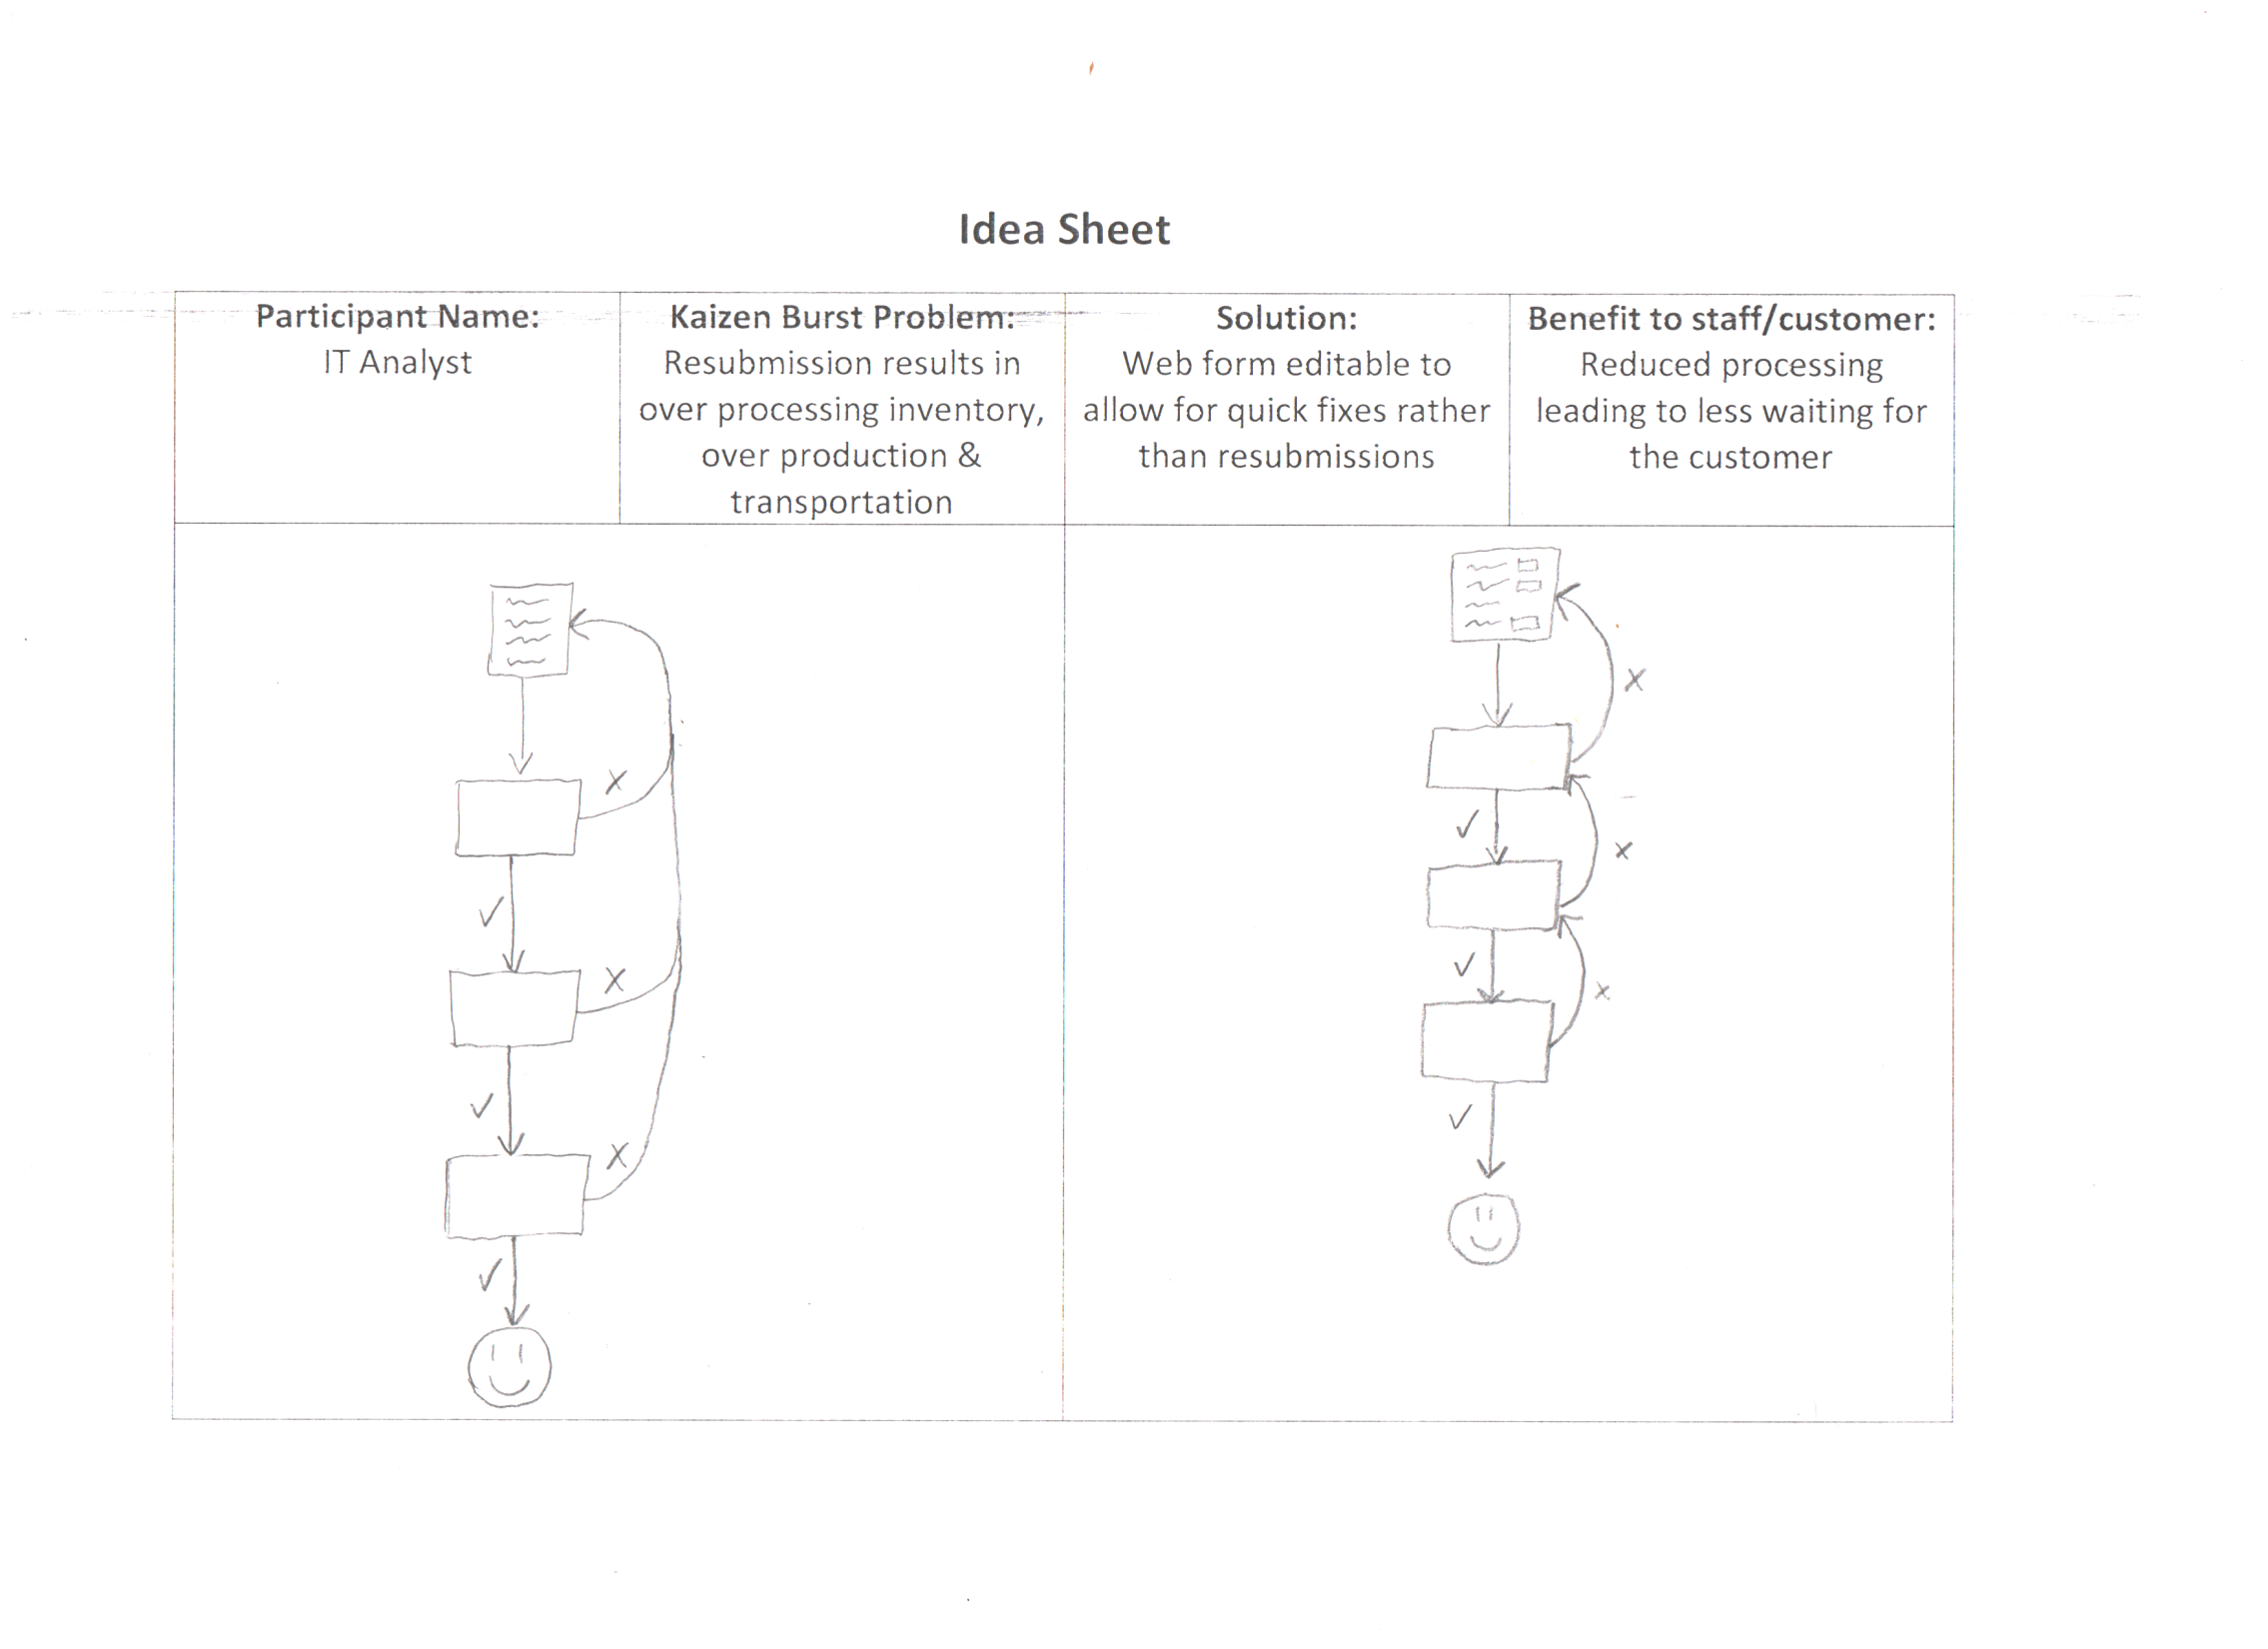 Idea Sheet
Participant Name:
IT Analyst
Kaizen Burst Problem:
Resubmission results in
over processing inventory,
over production &
transportation
Solution:
Web form editable to
allow for quick fixes rather
than resubmissions
Benefit to staff/customer:
Reduced processing
leading to less waiting for
the customer
X
✓
X
✓
X
✓
X
✓
X
✓
X
✓